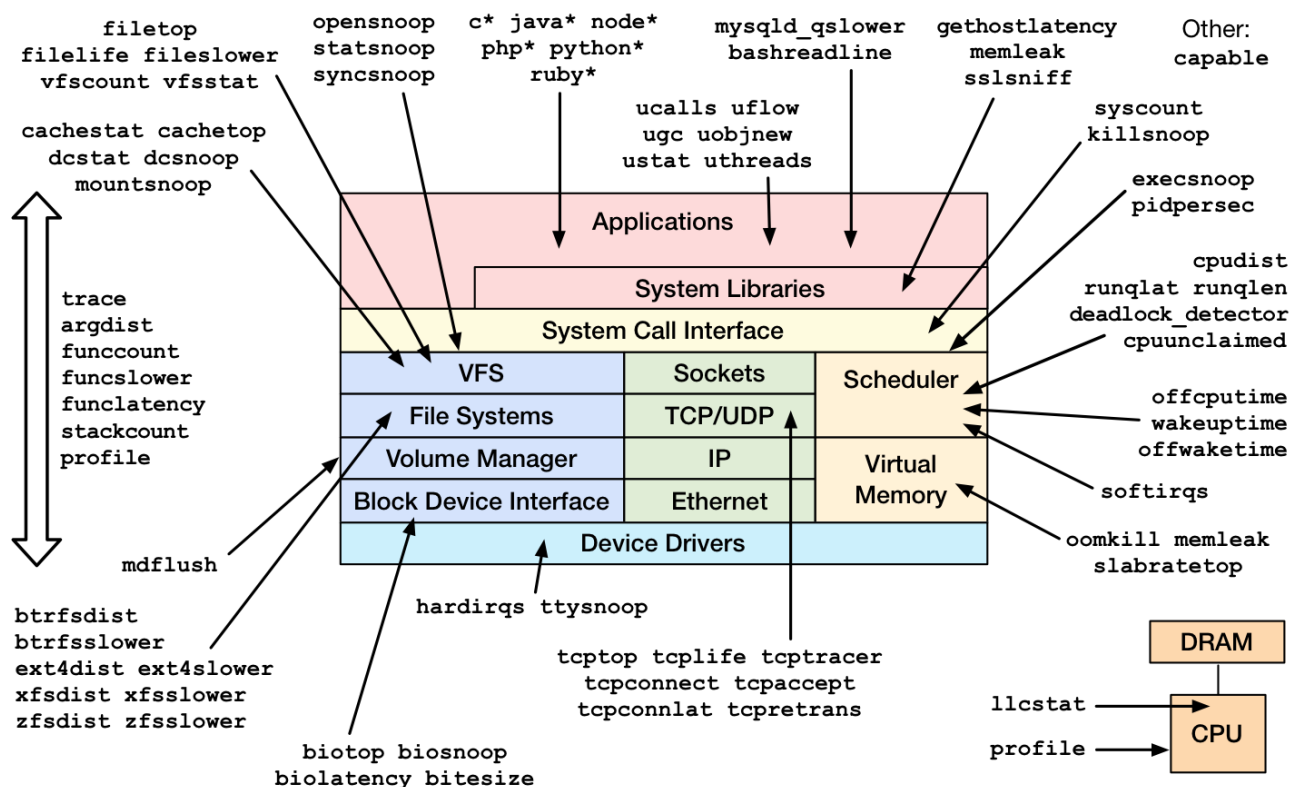 filetop
filelife fileslower
vfscount vfsstat
opensnoop
statsnoop
syncsnoop
c* java* node*
php* python*
ruby*
mysqld_qslower
bashreadline
gethostlatency
memleak
sslsniff
Other:
capable
cachestat cachetop
dcstat dcsnoop
mountsnoop
ucalls uflow
ugc uobjnew
ustat uthreads
syscount
killsnoop
execsnoop
pidpersec
Applications
System Libraries
System Call Interface
VFS
File Systems
Volume Manager
Block Device Interface
Sockets
TCP/UDP
IP
Ethernet
Scheduler
Virtual
Memory
Device Drivers
trace
argdist
funccount
funcslower
funclatency
stackcount
profile
cpudist
runqlat runqlen
deadlock_detector
cpuunclaimed
offcputime
wakeuptime
offwaketime
softirqs
oomkill memleak
slabratetop
mdflush
hardirqs ttysnoop
btrfsdist
btrfsslower
ext4dist ext4slower
xfsdist xfsslower
zfsdist zfsslower
biotop biosnoop
biolatency bitesize
tcptop tcplife tcptracer
tcpconnect tcpaccept
tcpconnlat tcpretrans
DRAM
llcstat
CPU
profile